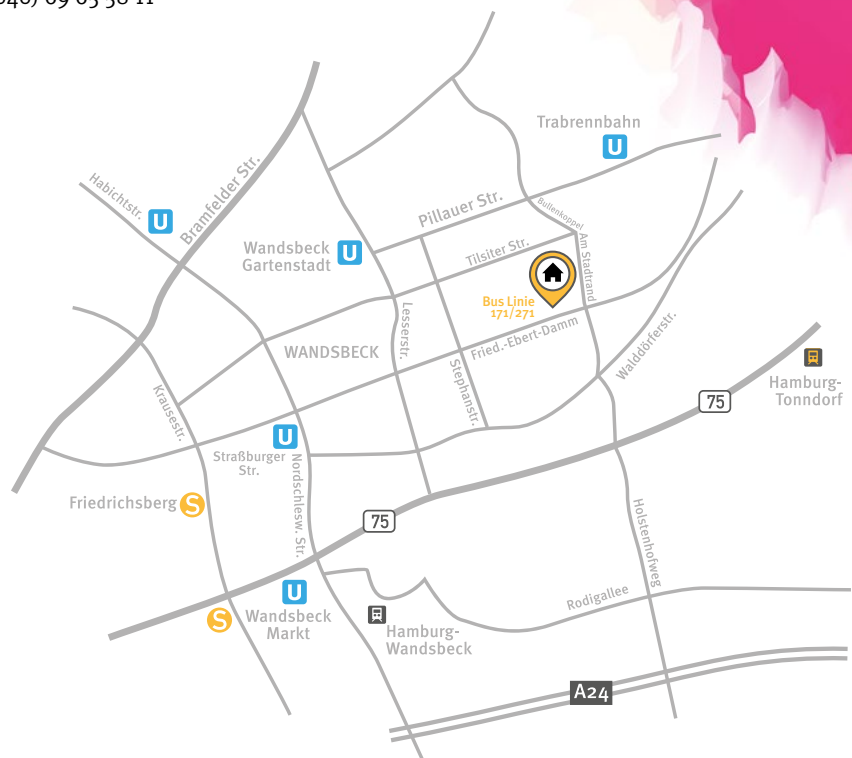 Trabrennbahn
U
Habichtstr.
U
Bramfelder Str.
Pillauer Str.
Bullenkoppel
Wandsbeck
Gartenstadt
U
Tilsiter Str.
Am Stadtrand
Bus Linie
171/271
Lesserstr.
Fried.-Ebert-Damm
WANDSBECK
Walddörferstr.
Stephanstr.
Hamburg-
Tonndorf
Krausestr.
75
U
Straßburger
Str.
Nordschlesw. Str.
Friedrichsberg
S
75
Holstenhofweg
U
S
Wandsbeck
Markt
Rodigallee
Hamburg-
Wandsbeck
A24